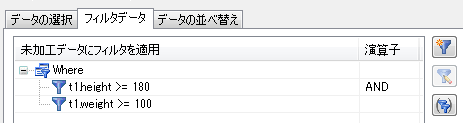 データの選択 フィルタデータ データの並べ替え
未加工データにフィルタを適用 演算子
Where
t1.height >= 180 AND
t1.weight >= 100